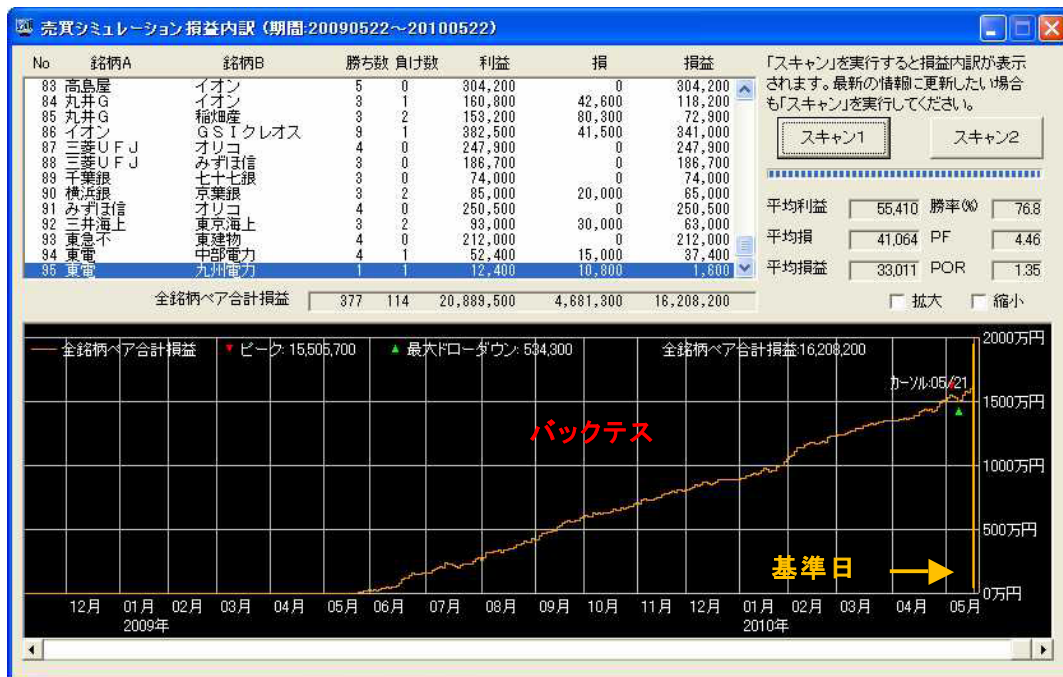 売買シミュレーション損益内訳 (期間:20090522～20100522)
No 銘柄A 銘柄B 勝ち数 負け数 利益 損 損益
83 高島屋 イオン 5 0 304,200 0 304,200
84 丸井G イオン 3 1 160,800 42,600 118,200
85 丸井G 稲畑産 3 2 153,200 80,300 72,900
86 イオン GSIクレオス 9 1 382,500 41,500 341,000
87 三菱UFJ オリコ 4 0 247,900 0 247,900
88 三菱UFJ みずほ信 3 0 186,700 0 186,700
89 千葉銀 七十七銀 3 0 74,000 0 74,000
90 横浜銀 京葉銀 3 2 85,000 20,000 65,000
91 みずほ信 オリコ 4 0 250,500 0 250,500
92 三井海上 東京海上 3 2 93,000 30,000 63,000
93 東急不 東建物 4 0 212,000 0 212,000
94 東電 中部電力 4 1 52,400 15,000 37,400
95 東電 九州電力 1 1 12,400 10,800 1,600
全銘柄ペア合計損益 377 114 20,889,500 4,681,300 16,208,200
「スキャン」を実行すると損益内訳が表示
されます。最新の情報に更新したい場合
も「スキャン」を実行してください。
スキャン1 スキャン2
平均利益 55,410 勝率(%) 76.8
平均損 41,064 PF 4.46
平均損益 33,011 POR 1.35
拡大 縮小
全銘柄ペア合計損益 ▼ピーク: 15,505,700 ▲ 最大ドローダウン: 534,300 全銘柄ペア合計損益:16,208,200
カーソル:05/21
バックテス
基準日
2000万円
1500万円
1000万円
500万円
0万円
12月 01月 02月 03月 04月 05月 06月 07月 08月 09月 10月 11月 12月 01月 02月 03月 04月 05月
2009年 2010年